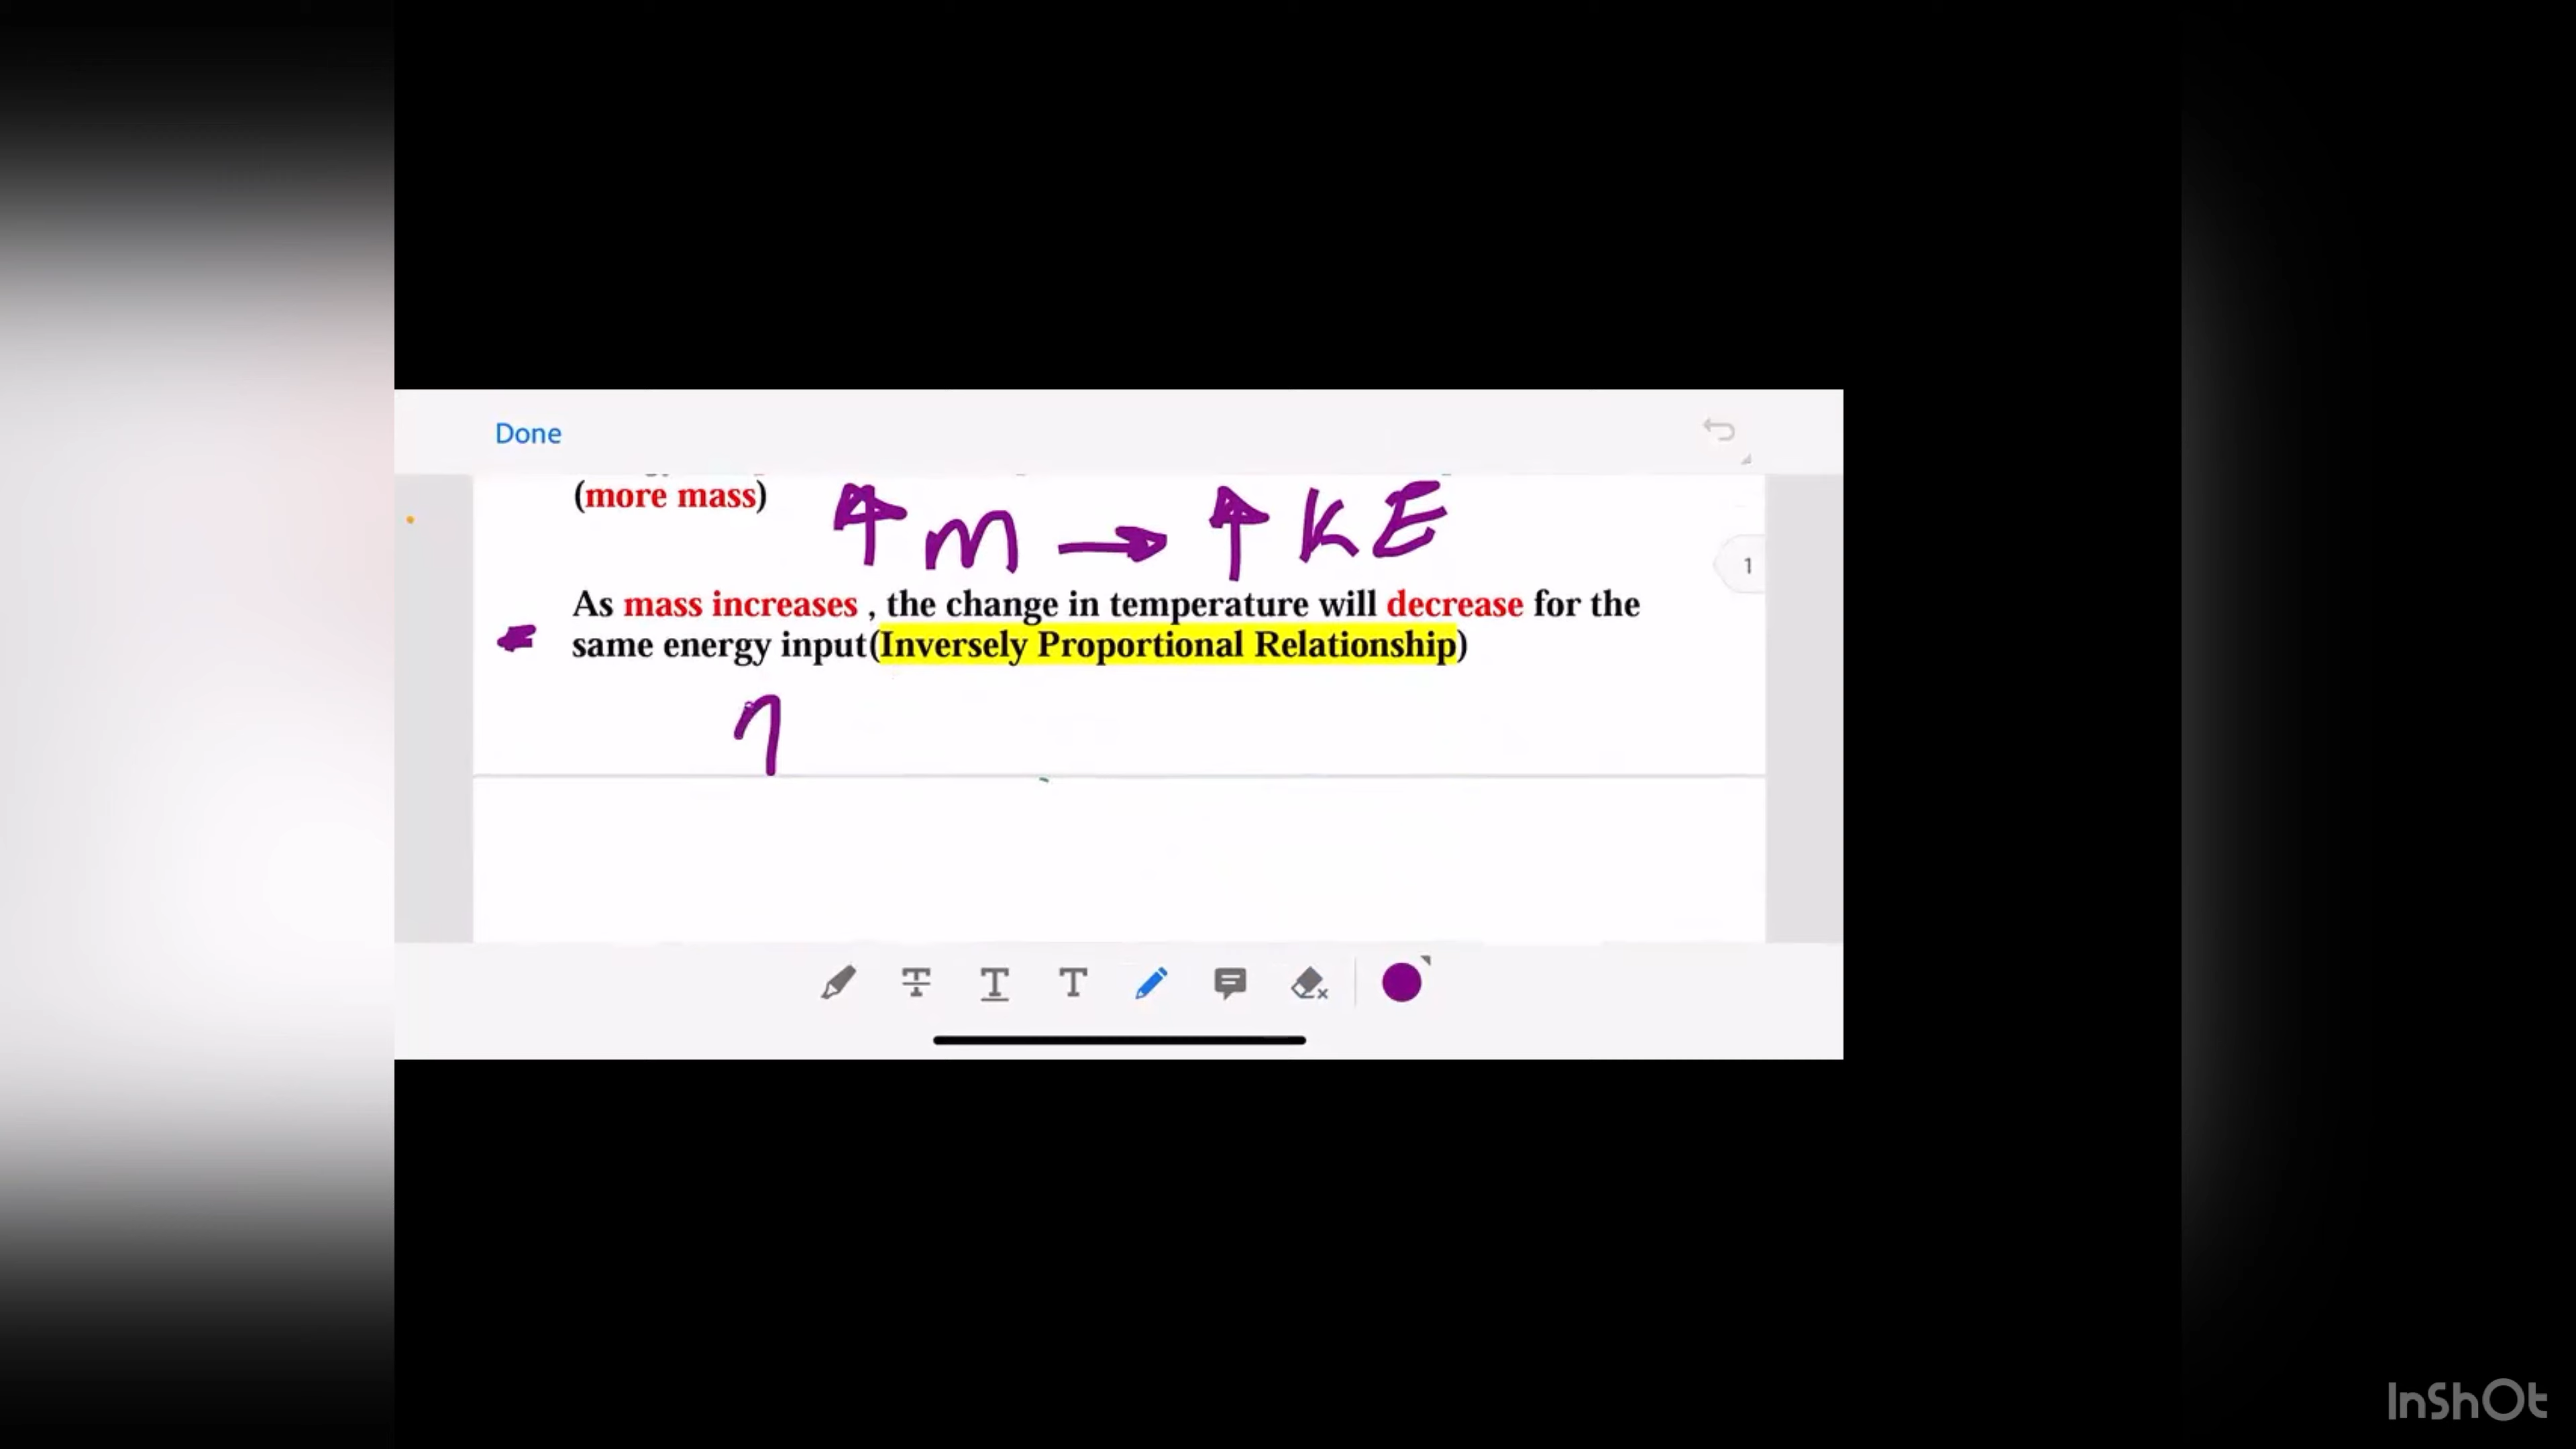 Done
(more mass)
↑ m → ↑ KE
1
As mass increases , the change in temperature will decrease for the
same energy input(Inversely Proportional Relationship)
InShOt